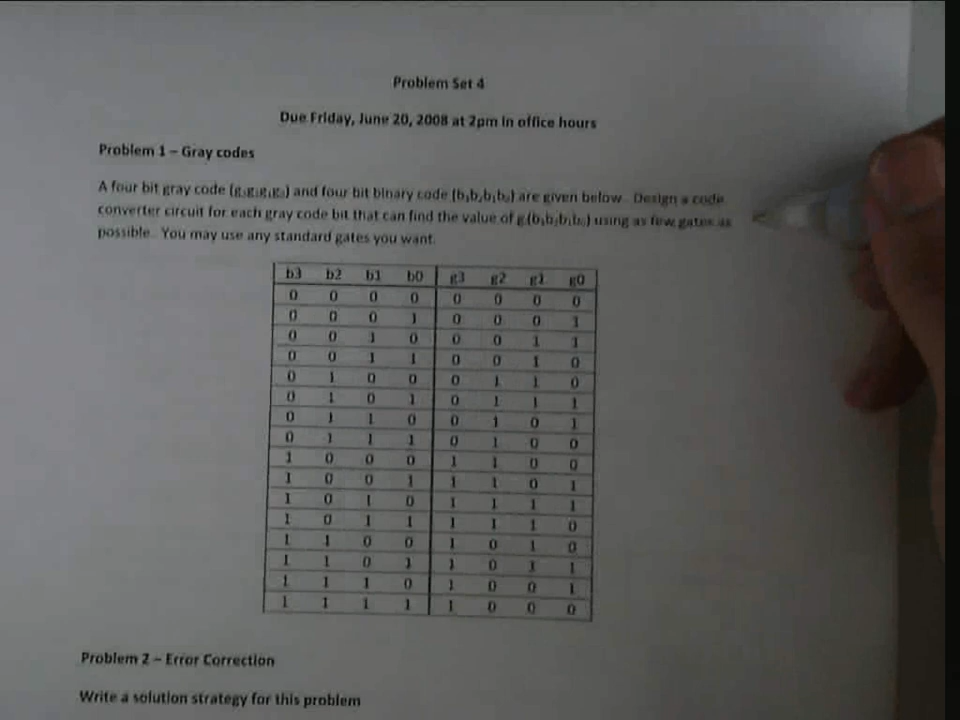 Problem Set 4
Due Friday, June 20, 2008 at 2pm in office hours
Problem 1 – Gray codes
A four bit gray code (g₃g₂g₁g₀) and four bit binary code (b₃b₂b₁b₀) are given below. Design a code
converter circuit for each gray code bit that can find the value of gᵢ(b₃b₂b₁b₀) using as few gates as
possible. You may use any standard gates you want.
b3 b2 b1 b0 g3 g2 g1 g0
0 0 0 0 0 0 0 0
0 0 0 1 0 0 0 1
0 0 1 0 0 0 1 1
0 0 1 1 0 0 1 0
0 1 0 0 0 1 1 0
0 1 0 1 0 1 1 1
0 1 1 0 0 1 0 1
0 1 1 1 0 1 0 0
1 0 0 0 1 1 0 0
1 0 0 1 1 1 0 1
1 0 1 0 1 1 1 1
1 0 1 1 1 1 1 0
1 1 0 0 1 0 1 0
1 1 0 1 1 0 1 1
1 1 1 0 1 0 0 1
1 1 1 1 1 0 0 0
Problem 2 – Error Correction
Write a solution strategy for this problem